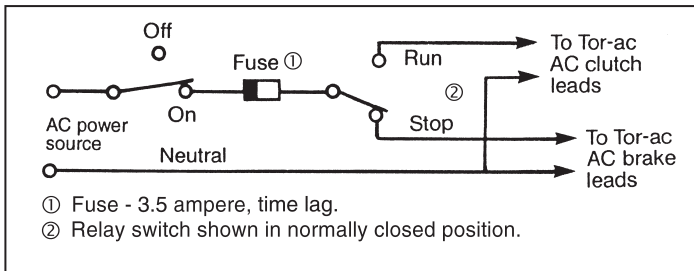 Off
Fuse ①
Run
To Tor-ac
AC clutch
leads
②
On
Stop
AC power
source
Neutral
To Tor-ac
AC brake
leads
① Fuse - 3.5 ampere, time lag.
② Relay switch shown in normally closed position.